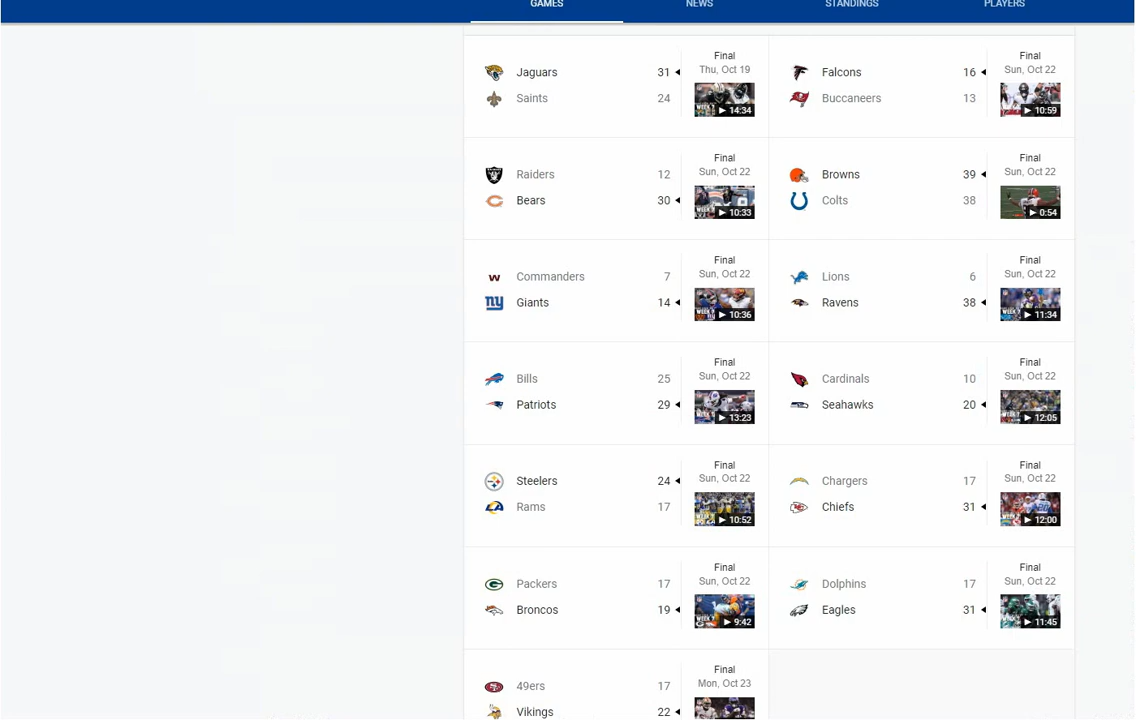 GAMES NEWS STANDINGS PLAYERS
Final Final
Jaguars 31 Thu, Oct 19 Falcons 16 Sun, Oct 22
Saints 24 14:34 Buccaneers 13 10:59
Final Final
Raiders 12 Sun, Oct 22 Browns 39 Sun, Oct 22
Bears 30 10:33 Colts 38 0:54
Final Final
Commanders 7 Sun, Oct 22 Lions 6 Sun, Oct 22
Giants 14 10:36 Ravens 38 11:34
Final Final
Bills 25 Sun, Oct 22 Cardinals 10 Sun, Oct 22
Patriots 29 13:23 Seahawks 20 12:05
Final Final
Steelers 24 Sun, Oct 22 Chargers 17 Sun, Oct 22
Rams 17 10:52 Chiefs 31 12:00
Final Final
Packers 17 Sun, Oct 22 Dolphins 17 Sun, Oct 22
Broncos 19 9:42 Eagles 31 11:45
Final
49ers 17 Mon, Oct 23
Vikings 22